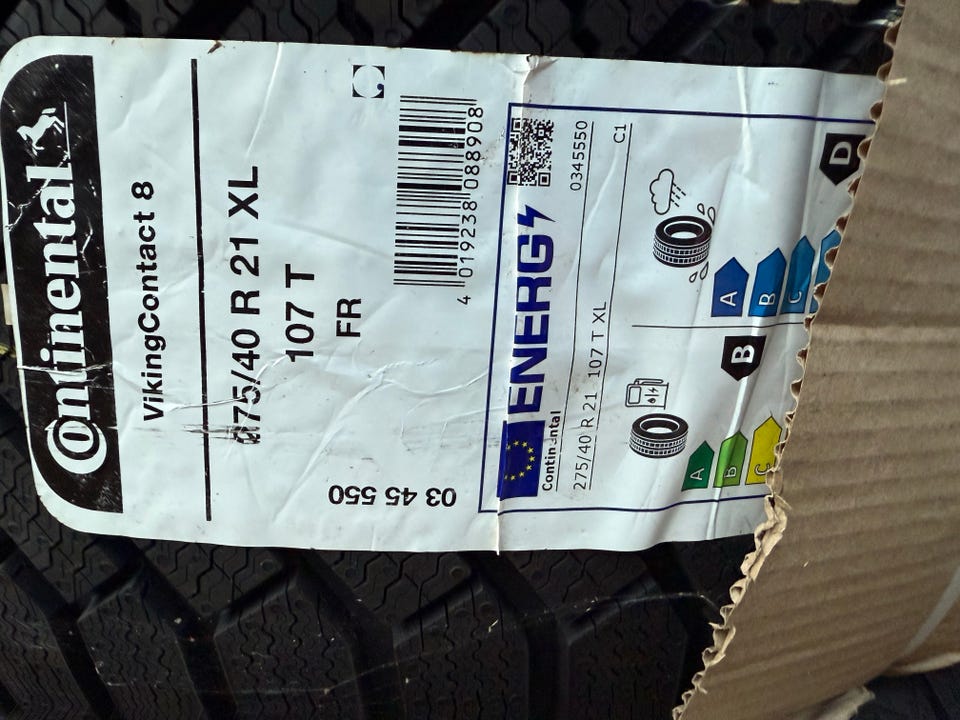 Continental
VikingContact 8
275/40 R 21 XL
107 T
FR
4 019238 088908
03 45 550
ENERG
Continental
0345550
275/40 R 21 107 T XL
C1
A
B
C
B
A
B
C
D